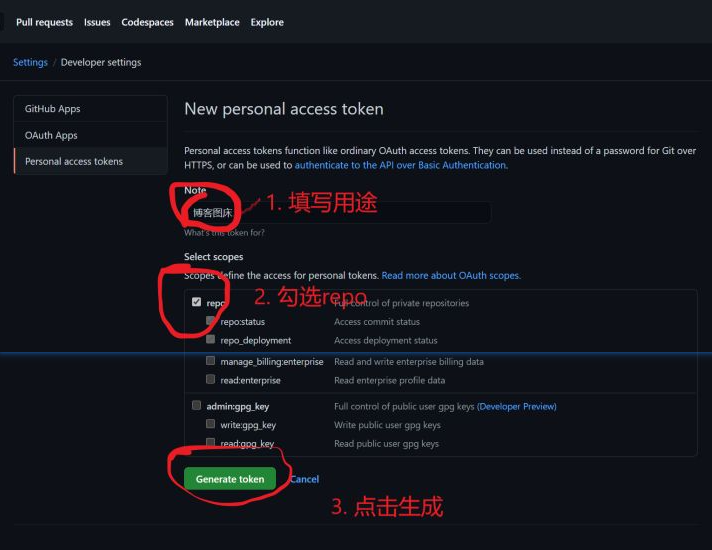 Pull requests Issues Codespaces Marketplace Explore
Settings / Developer settings
GitHub Apps
OAuth Apps
Personal access tokens
New personal access token
Personal access tokens function like ordinary OAuth access tokens. They can be used instead of a password for Git over
HTTPS, or can be used to authenticate to the API over Basic Authentication.
Note
博客图床
1. 填写用途
What's this token for?
Select scopes
Scopes define the access for personal tokens. Read more about OAuth scopes.
2. 勾选repo
repo Full control of private repositories
repo:status Access commit status
repo_deployment Access deployment status
manage_billing:enterprise Read and write enterprise billing data
read:enterprise Read enterprise profile data
admin:gpg_key Full control of public user gpg keys (Developer Preview)
write:gpg_key Write public user gpg keys
read:gpg_key Read public user gpg keys
Generate token Cancel
3. 点击生成